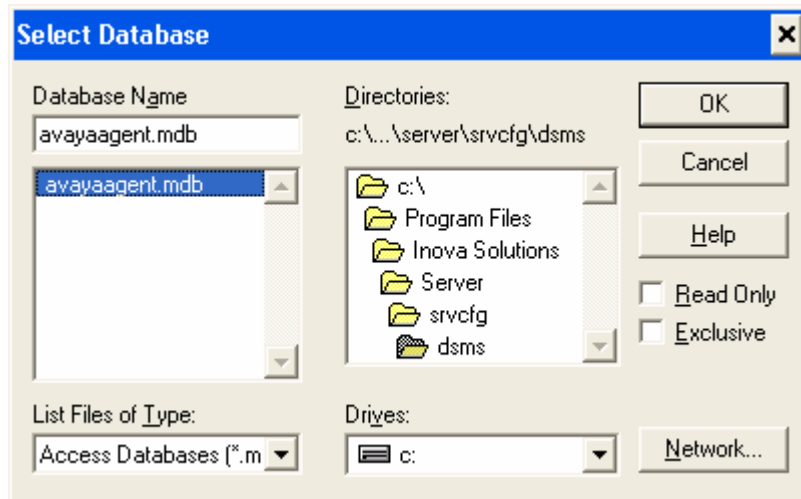 Select Database
Database Name
avayaagent.mdb
avayaagent.mdb
List Files of Type:
Access Databases (*.m
Directories:
c:\...\server\srvcfg\dsms
c:\
Program Files
Inova Solutions
Server
srvcfg
dsms
Drives:
c:
OK
Cancel
Help
Read Only
Exclusive
Network...